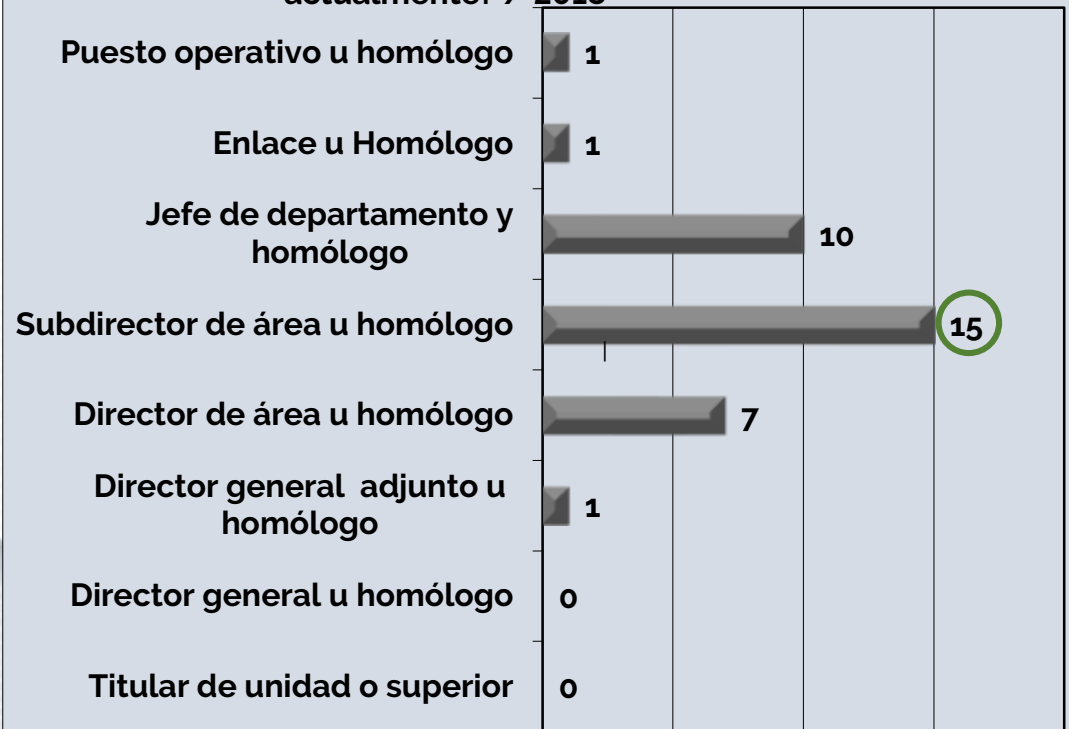 Puesto operativo u homólogo 1
Enlace u Homólogo 1
Jefe de departamento y
homólogo 10
Subdirector de área u homólogo 15
Director de área u homólogo 7
Director general adjunto u
homólogo 1
Director general u homólogo 0
Titular de unidad o superior 0